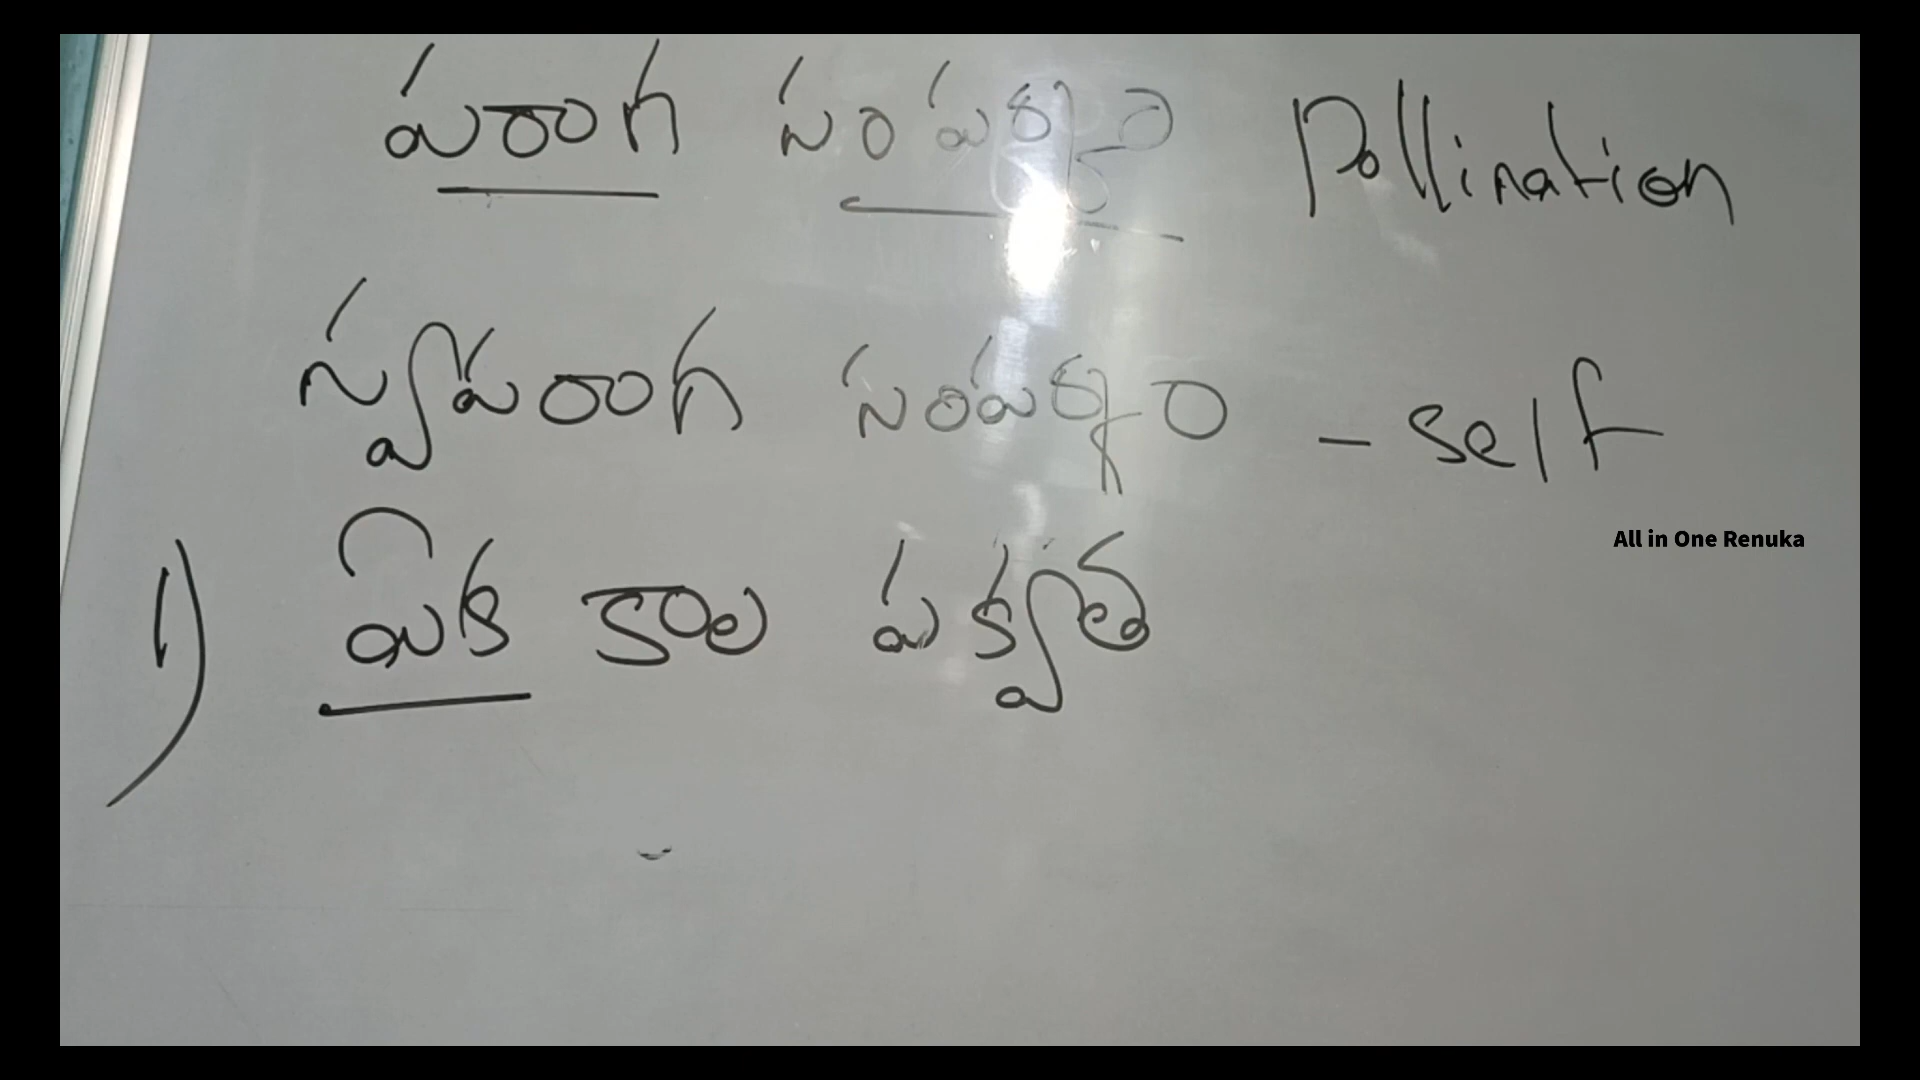 పరాగ సంపర్కం Pollination
స్వపరాగ సంపర్కం - self
All in One Renuka
1) ఏక కాల పక్వత